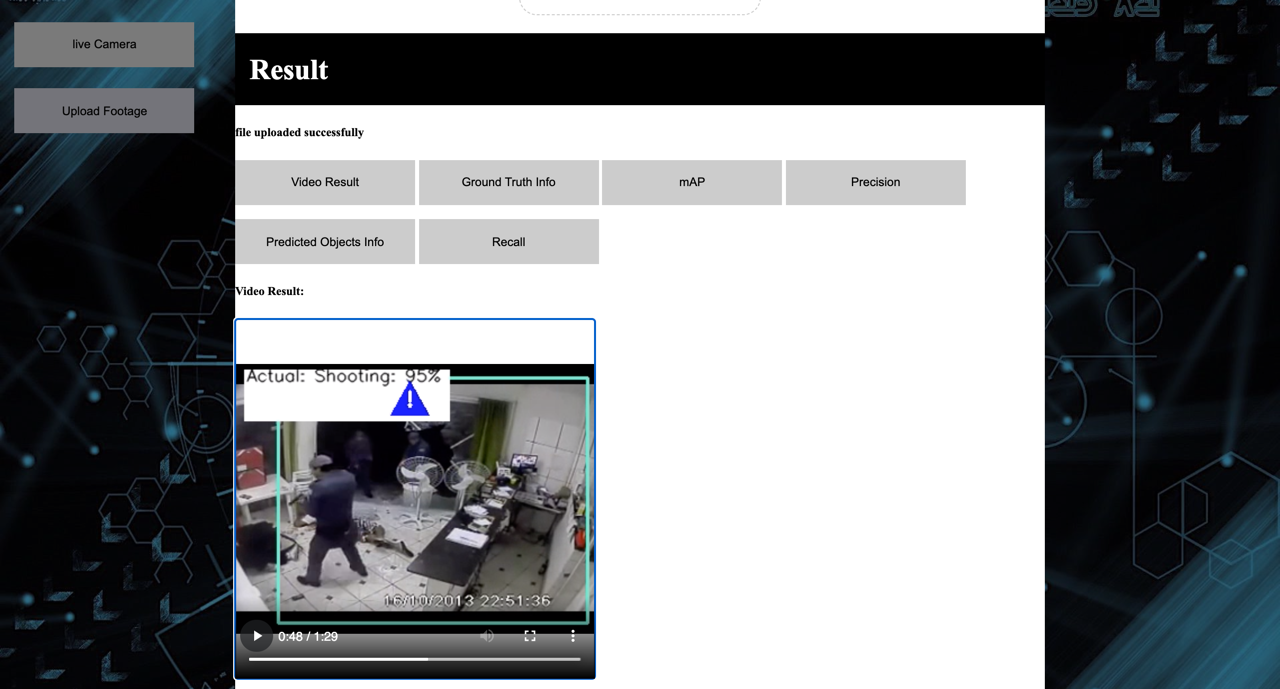 live Camera
Upload Footage
Result
file uploaded successfully
Video Result
Ground Truth Info
mAP
Precision
Predicted Objects Info
Recall
Video Result:
Actual: Shooting: 95%
16/10/2013 22:51:36
0:48 / 1:29